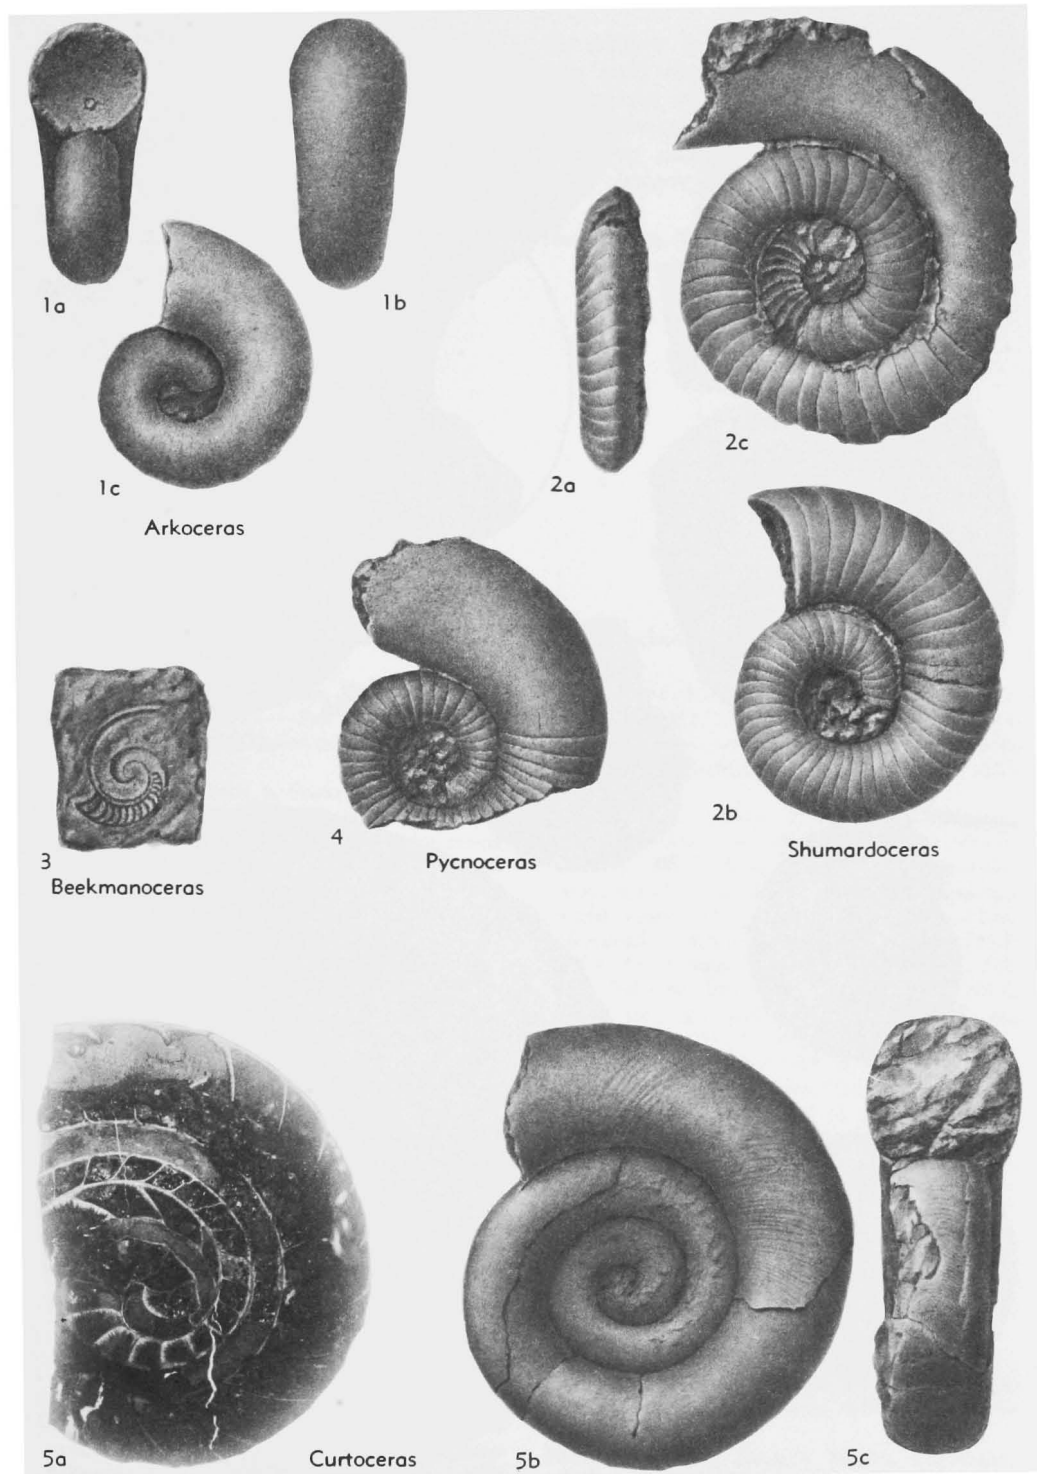 1a
1b
1c
Arkoceras
2a
2c
3
Beekmanoceras
4
Pycnoceras
2b
Shumardoceras
5a
Curtoceras
5b
5c